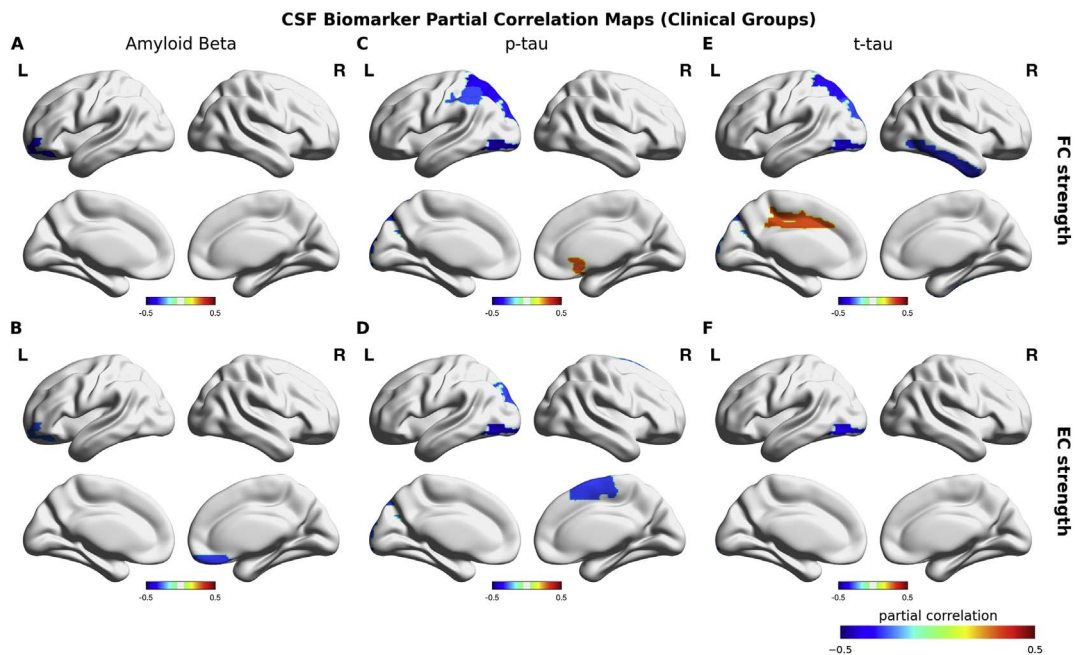 CSF Biomarker Partial Correlation Maps (Clinical Groups)
A Amyloid Beta C p-tau E t-tau
L R L R L R
FC strength
-0.5 0.5 -0.5 0.5 -0.5 0.5
B D F
L R L R L R
EC strength
-0.5 0.5 -0.5 0.5 -0.5 0.5
partial correlation
−0.5 0.5